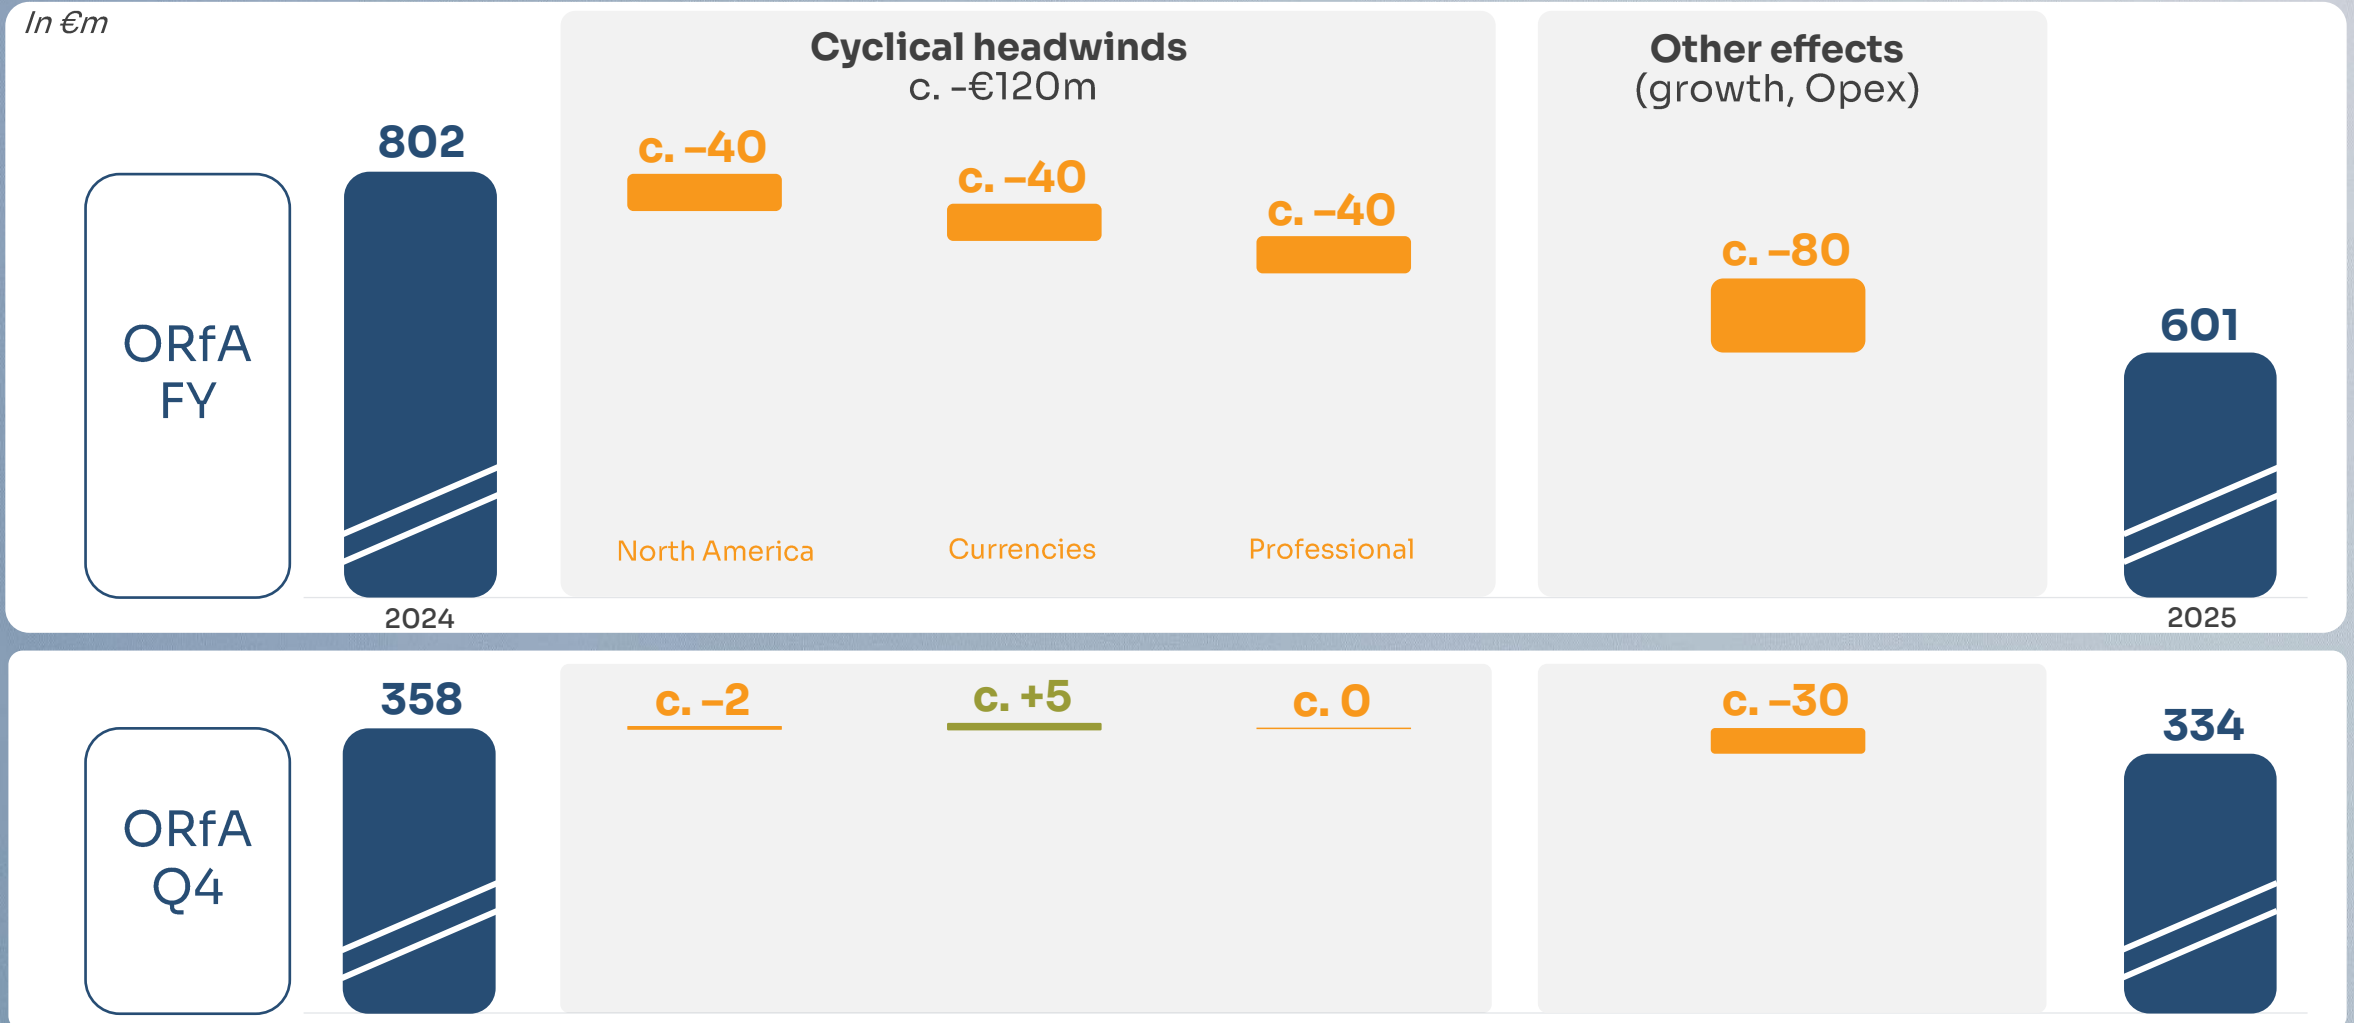 In €m
Cyclical headwinds
c. -€120m
Other effects
(growth, Opex)
802
c. –40
c. –40
c. –40
c. –80
601
ORfA
FY
North America
Currencies
Professional
2024
2025
358
c. –2
c. +5
c. 0
c. –30
334
ORfA
Q4